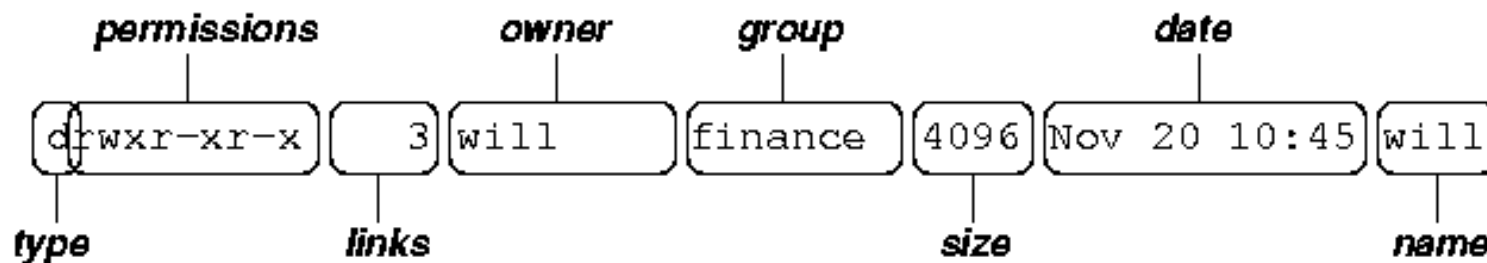 permissions owner group date
drwxr-xr-x 3 will finance 4096 Nov 20 10:45 will
type links size name